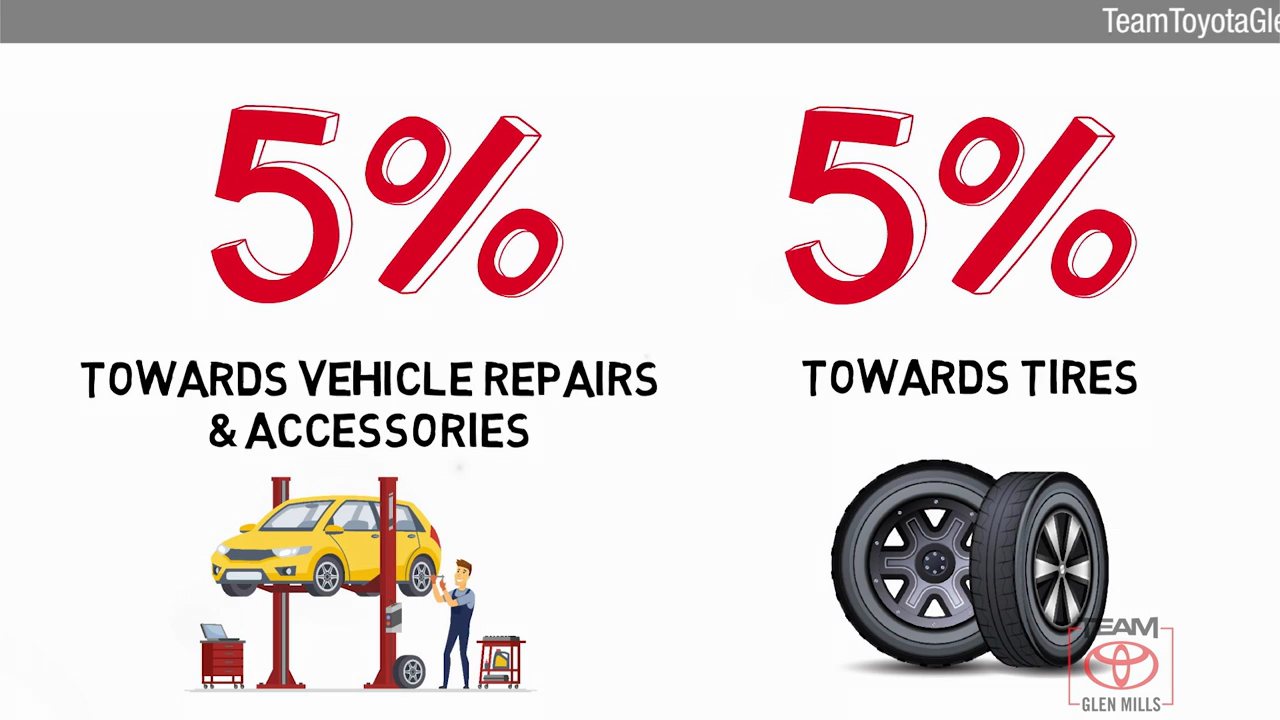 TeamToyotaGle
5%
TOWARDS VEHICLE REPAIRS
& ACCESSORIES
5%
TOWARDS TIRES
TEAM
GLEN MILLS